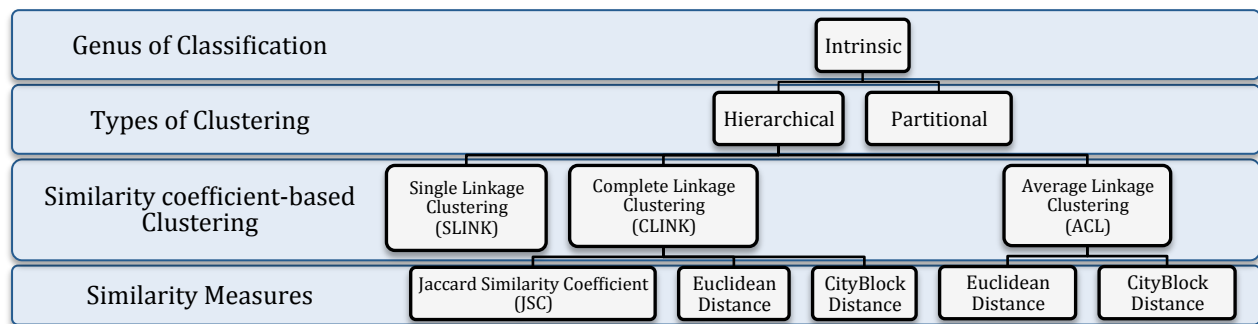 Genus of Classification
Intrinsic
Types of Clustering
Hierarchical
Partitional
Similarity coefficient-based
Clustering
Single Linkage
Clustering
(SLINK)
Complete Linkage
Clustering
(CLINK)
Average Linkage
Clustering
(ACL)
Similarity Measures
Jaccard Similarity Coefficient
(JSC)
Euclidean
Distance
CityBlock
Distance
Euclidean
Distance
CityBlock
Distance